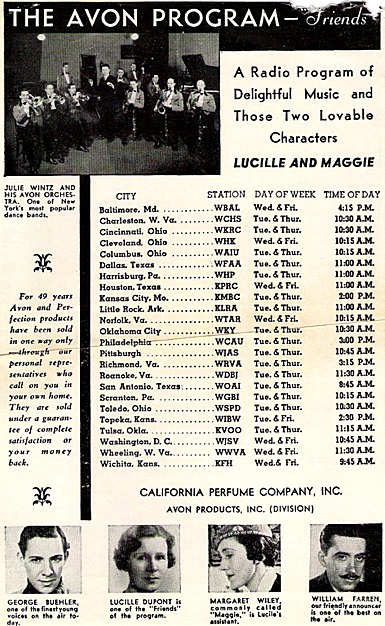 THE AVON PROGRAM — Friends
A Radio Program of
Delightful Music and
Those Two Lovable
Characters
LUCILLE AND MAGGIE
JULIE WINTZ AND
HIS AVON ORCHES-
TRA. One of New
York's most popular
dance bands.
For 49 years
Avon and Per-
fection products
have been sold
in one way only
—through our
personal repre-
sentatives who
call on you in
your own home.
They are sold
under a guaran-
tee of complete
satisfaction or
your money
back.
CITY STATION DAY OF WEEK TIME OF DAY
Baltimore, Md. WBAL Wed. & Fri. 4:15 P.M.
Charleston, W. Va. WCHS Tue. & Thur. 10:30 A.M.
Cincinnati, Ohio WKRC Tue. & Thur. 10:30 A.M.
Cleveland, Ohio WHK Wed. & Fri. 10:15 A.M.
Columbus, Ohio WAIU Tue. & Thur. 10:15 A.M.
Dallas, Texas WFAA Tue. & Thur. 11:00 A.M.
Harrisburg, Pa. WHP Tue. & Thur. 11:00 A.M.
Houston, Texas KPRC Wed. & Fri. 11:00 A.M.
Kansas City, Mo. KMBC Tue. & Thur. 2:00 P.M.
Little Rock, Ark. KLRA Tue. & Thur. 11:00 A.M.
Norfolk, Va. WTAR Wed. & Fri. 10:15 A.M.
Oklahoma City WKY Tue. & Thur. 10:30 A.M.
Philadelphia WCAU Tue. & Thur. 3:00 P.M.
Pittsburgh WJAS Tue. & Thur. 10:45 A.M.
Richmond, Va. WRVA Tue. & Thur. 3:15 P.M.
Roanoke, Va. WDBJ Tue. & Thur. 11:30 A.M.
San Antonio, Texas WOAI Tue. & Thur. 8:45 A.M.
Scranton, Pa. WGBI Tue. & Thur. 10:15 A.M.
Toledo, Ohio WSPD Tue. & Thur. 10:30 A.M.
Topeka, Kans. WIBW Tue. & Fri. 2:30 P.M.
Tulsa, Okla. KVOO Tue. & Thur. 11:15 A.M.
Washington, D. C. WJSV Wed. & Fri. 10:45 A.M.
Wheeling, W. Va. WWVA Wed. & Fri. 11:30 A.M.
Wichita, Kans. KFH Wed. & Fri. 9:45 A.M.
CALIFORNIA PERFUME COMPANY, INC.
AVON PRODUCTS, INC. (DIVISION)
GEORGE BUEHLER,
one of the finest young
voices on the air to-
day.
LUCILLE DUPONT is
one of the "Friends"
of the program.
MARGARET WILEY,
commonly called
"Maggie," is Lucile's
assistant.
WILLIAM FARREN,
our friendly announcer
is one of the best on
the air.